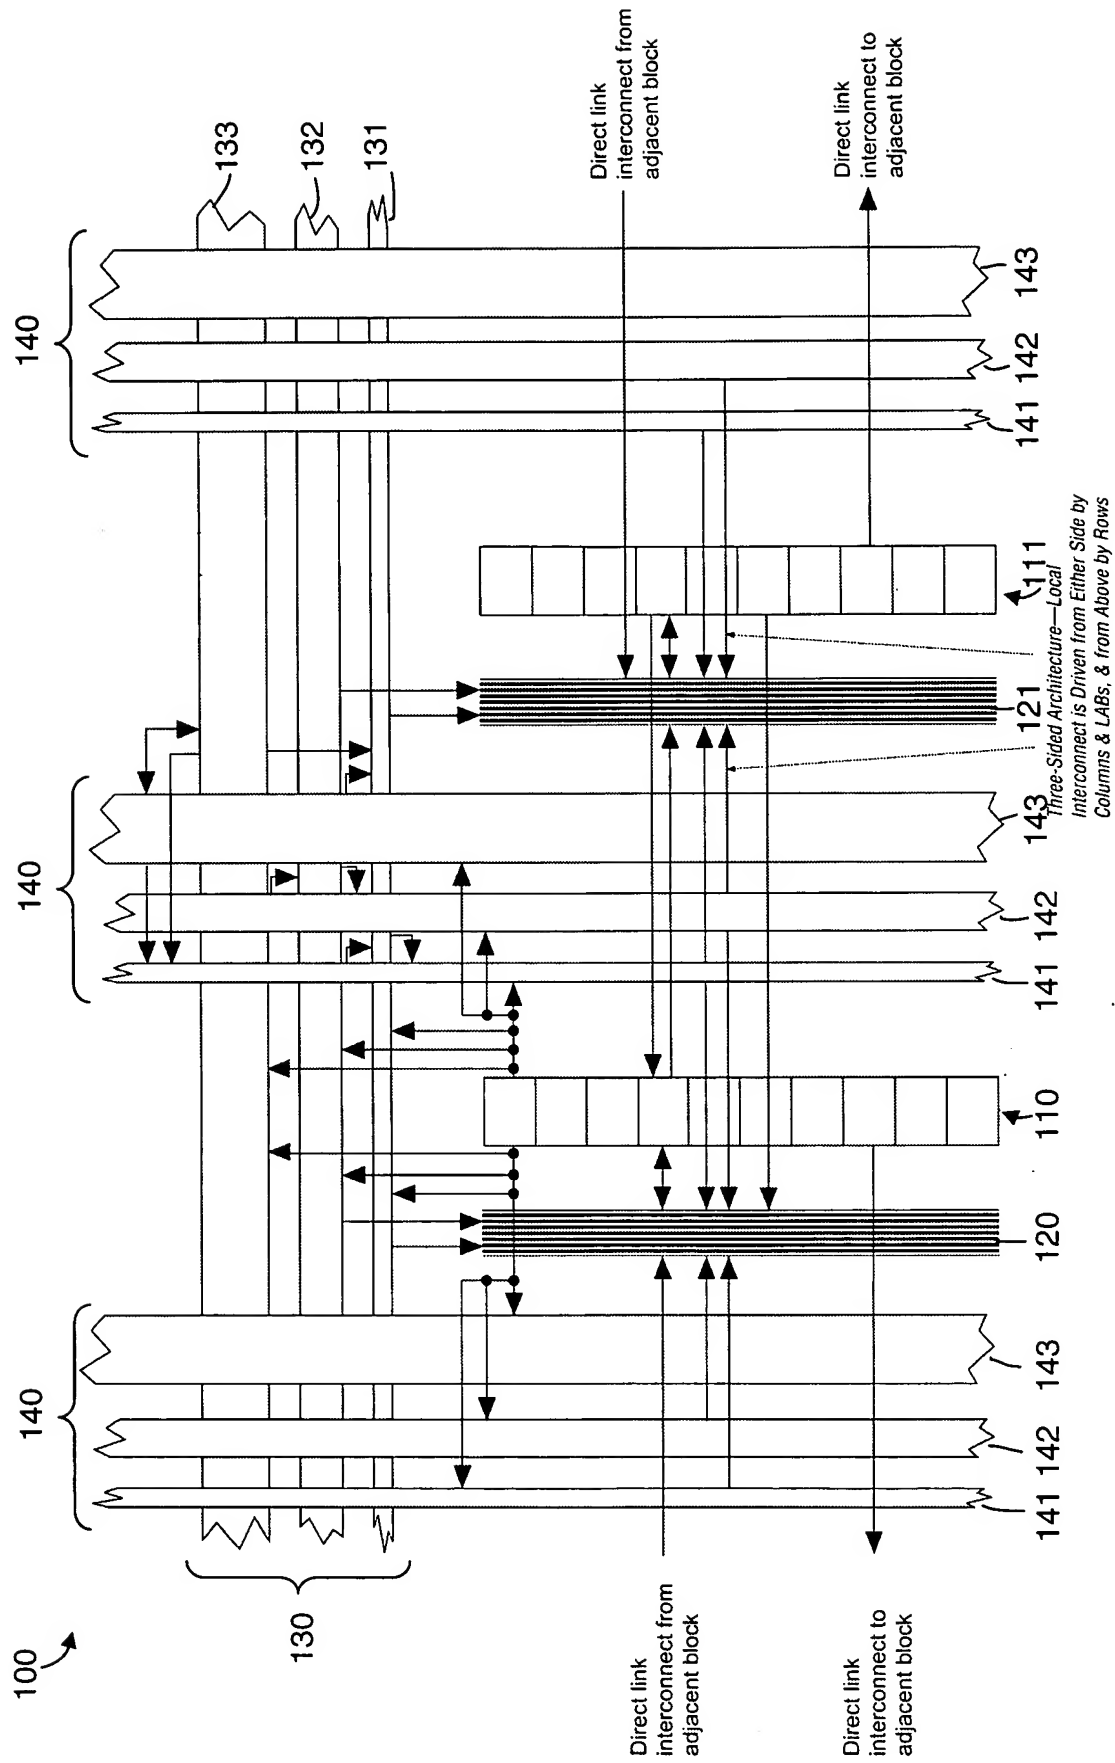 100
130
140
140
140
133
132
131
141
142
143
141
142
143
141
142
143
110
111
120
121
Direct link
interconnect from
adjacent block
Direct link
interconnect to
adjacent block
Direct link
interconnect from
adjacent block
Direct link
interconnect to
adjacent block
Three-Sided Architecture—Local
Interconnect is Driven from Either Side by
Columns & LABs, & from Above by Rows